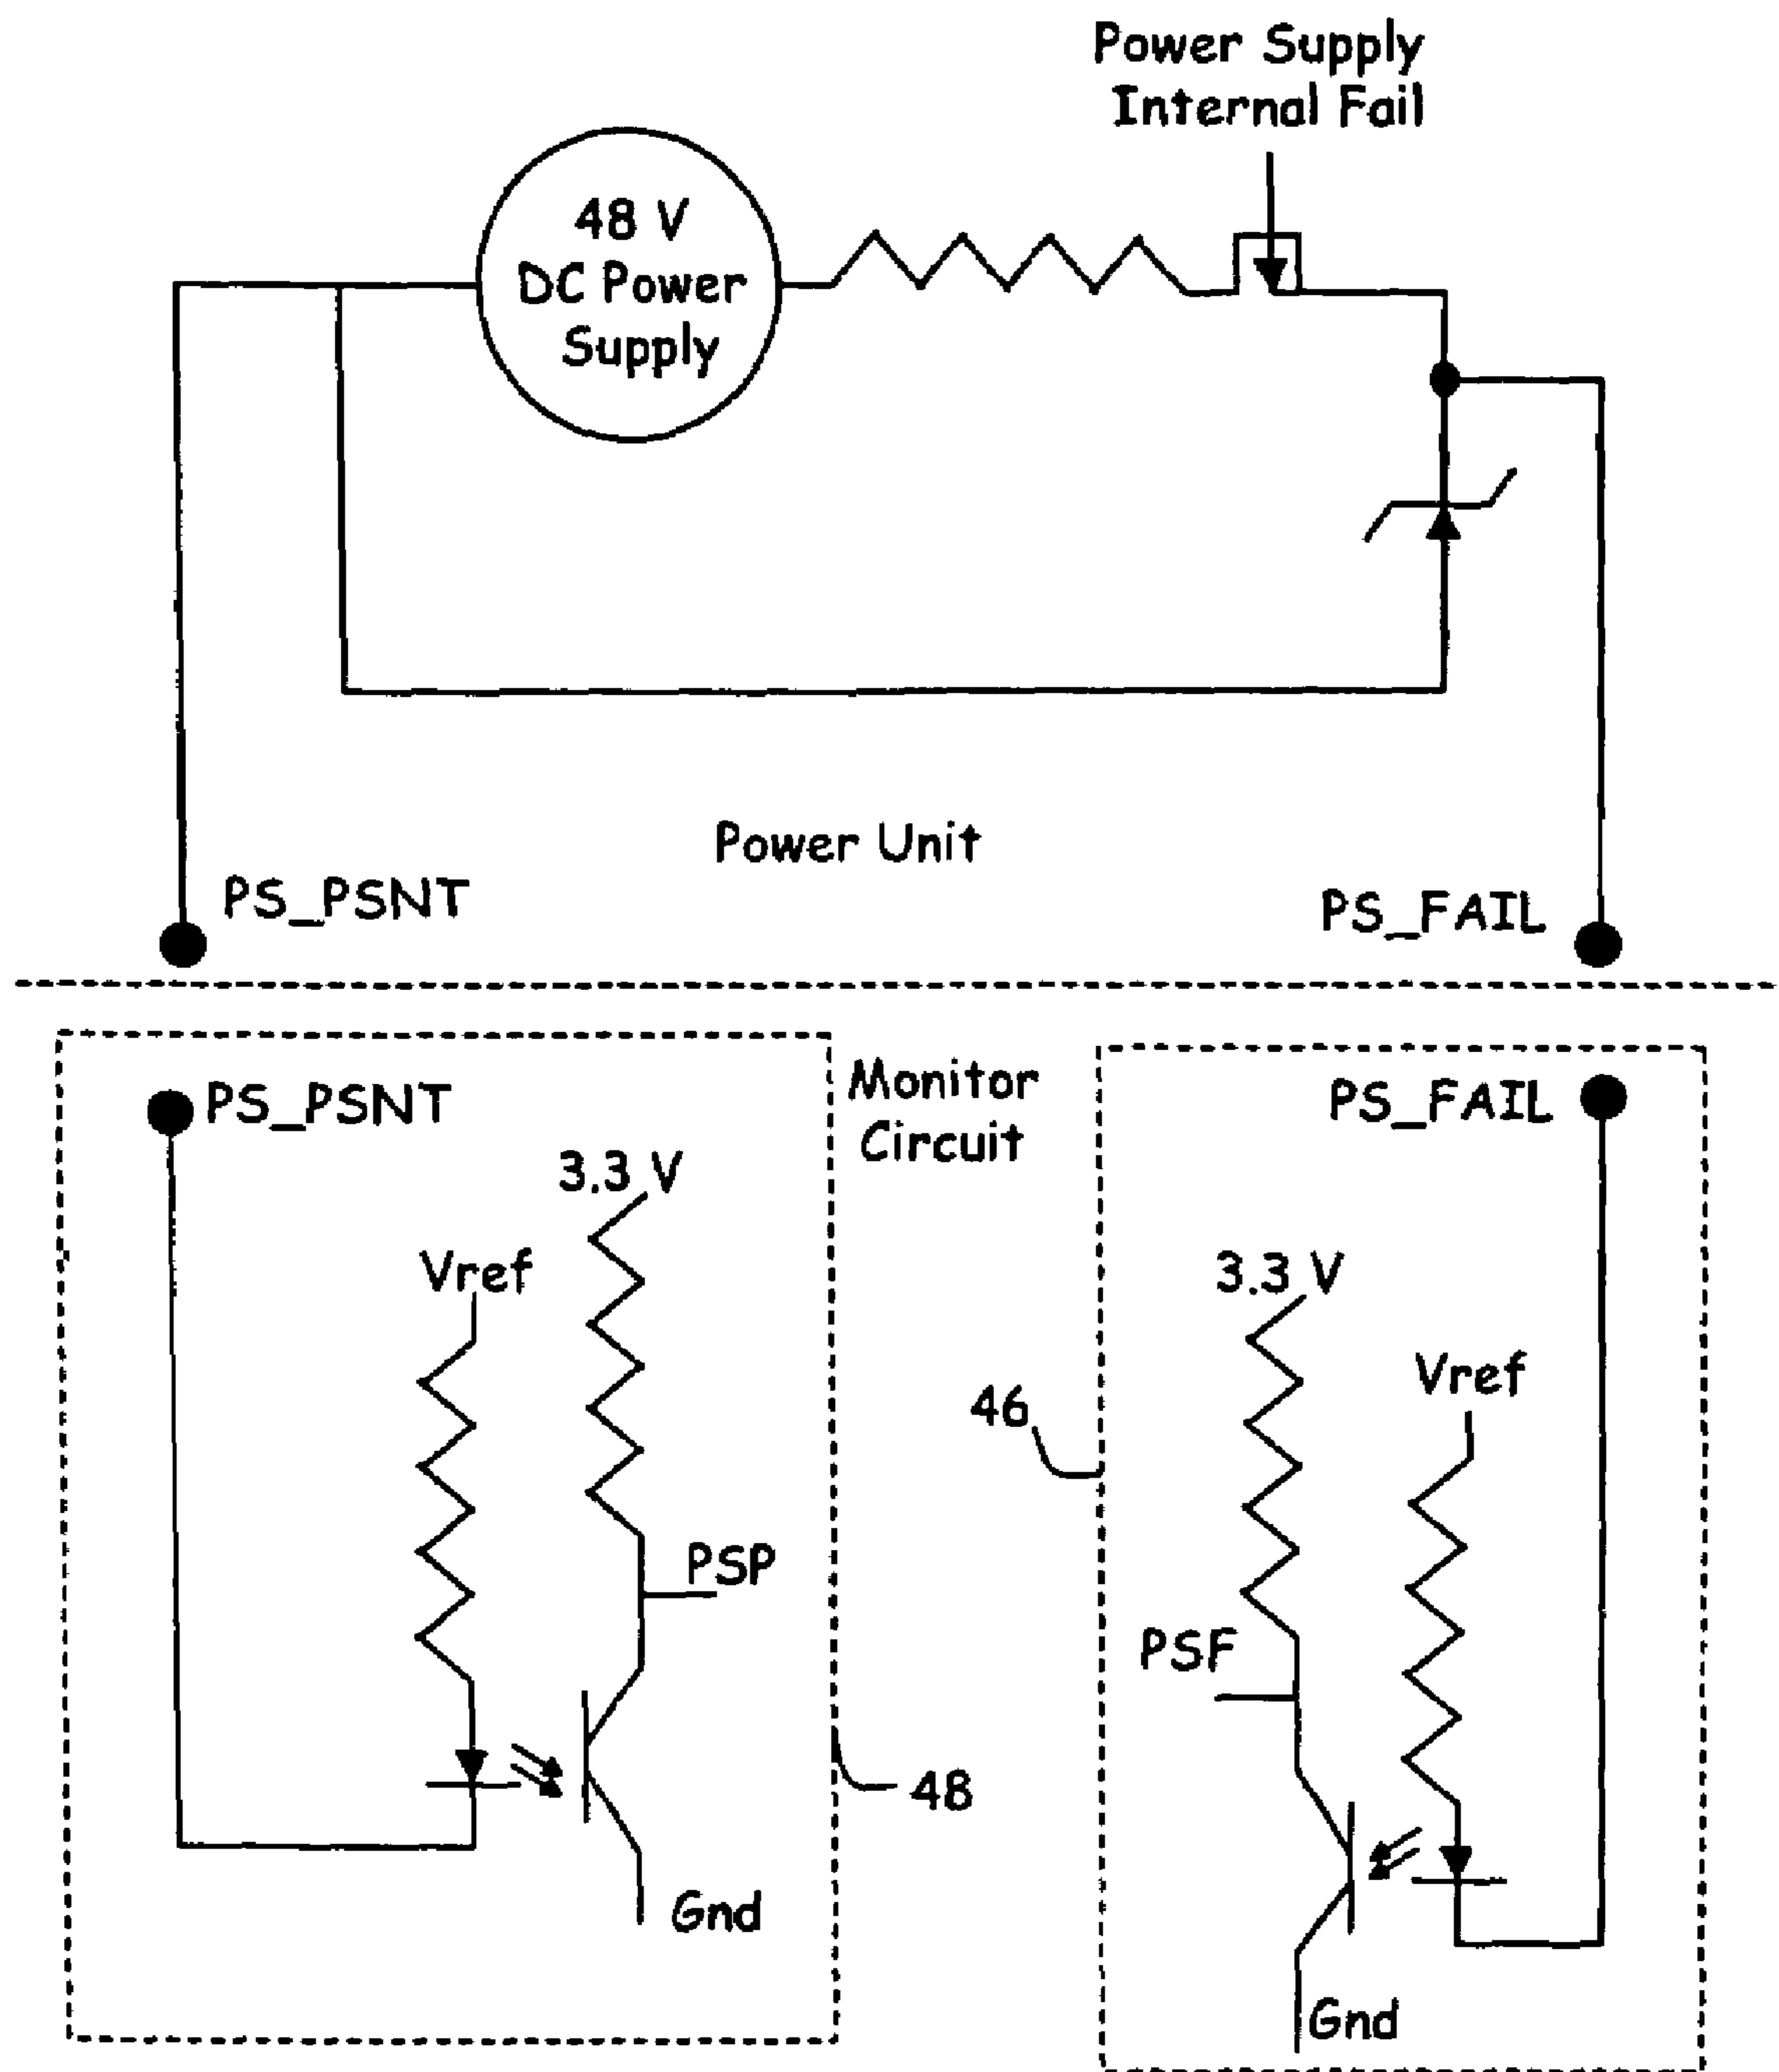 Power Supply
Internal Fail
48 V
DC Power
Supply
Power Unit
PS_PSNT
PS_FAIL
PS_PSNT
Monitor
Circuit
PS_FAIL
3.3 V
Vref
3.3 V
Vref
46
PSP
PSF
48
Gnd
Gnd